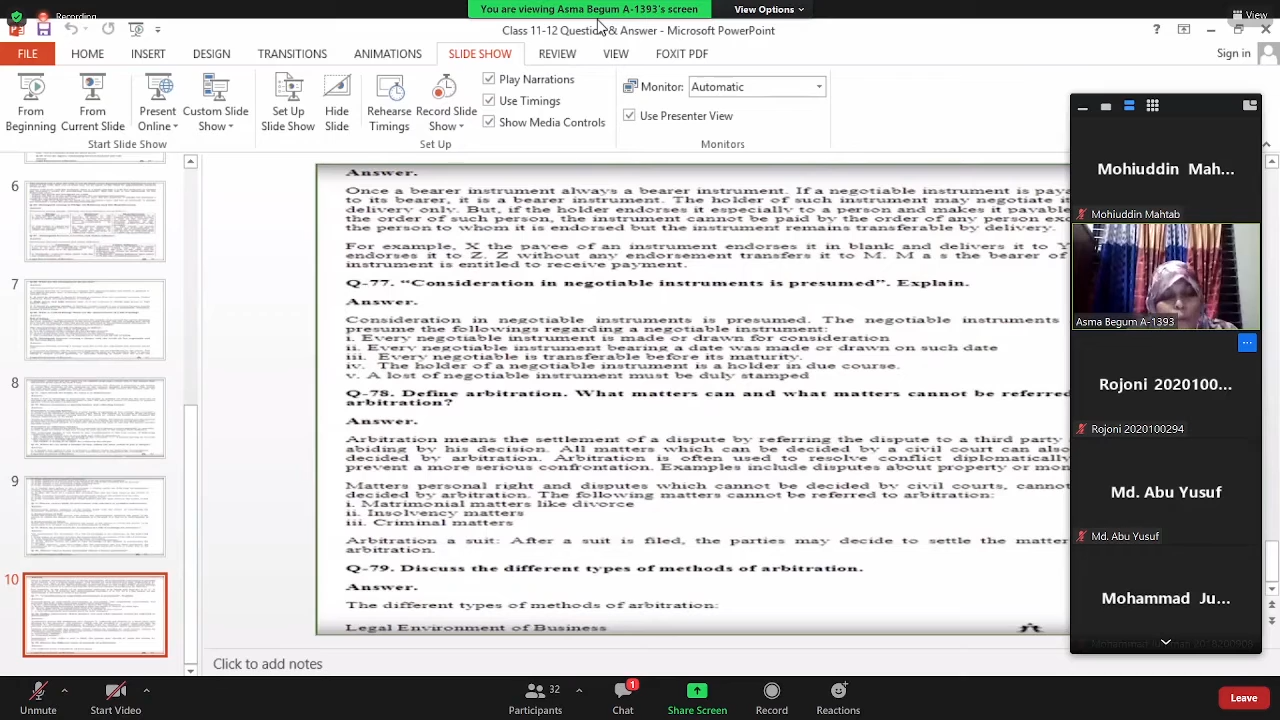 You are viewing Asma Begum A-1393's screen
View Options
View
Class 11-12 Question & Answer - Microsoft PowerPoint
FILE HOME INSERT DESIGN TRANSITIONS ANIMATIONS SLIDE SHOW REVIEW VIEW FOXIT PDF
Sign in
From Beginning
From Current Slide
Present Online
Custom Slide Show
Set Up Slide Show
Hide Slide
Rehearse Timings
Record Slide Show
Play Narrations
Use Timings
Show Media Controls
Monitor: Automatic
Use Presenter View
Start Slide Show
Set Up
Monitors
6
7
8
9
10
Answer.
Once a bearer instrument always a bearer instrument. If a negotiable instrument is paya
to its bearer, it is a bearer instrument. The holder of such instrument may negotiate it
delivery only. But, if the holder endorses it especially to a person and makes it payable
the order of such person, the instrument cannot be paid to the order of any person exc
the person to whom it is endorsed but the instrument remains transferable by delivery.
For example, X, the payee of an instrument endorses it in blank and delivers it to Y
endorses it to Z. Z without any endorsement transfers it to M. M a s the bearer of
instrument is entitled to receive payment.
Q-77. “Consideration in negotiable instruments is presumed”. Explain.
Answer.
Consideration in negotiable instruments is presumed. The negotiable instruments
presume the following regarding a negotiable instrument:
i. Every negotiable instrument is made or drawn for consideration
ii. Every negotiable instrument bearing a date was made or drawn on such date
iii. Every negotiable is transferable before its maturity.
iv. The holder of a negotiable instrument is a holder in due course.
v. A lost of negotiable instrument must be duly stamped
Q-78. Define arbitration. What matters can and what matters cannot be referred
arbitration?
Answer.
Arbitration means the settlement of a dispute by referring the dispute to a third party
abiding by his decision. All matters which can be decided by a civil court can also
decided by arbitration. Arbitration is often used to resolve conflict diplomatically
prevent a more serious confrontation. Examples include disputes about property or mon
Matters personal in nature and disputes which cannot be decided by civil courts, cannot
decided by arbitration. The following matters cannot be referred to arbitration:
i. Matrimonial matters like divorce
ii. Insolvency matters
iii. Criminal matters
Arbitration in a suit: After a suit is filed, the parties may decide to settle the matter
arbitration.
Q-79. Discuss the different types of methods of arbitration.
Answer.
The different types of methods of arbitration:
Legal Environment of Business
Click to add notes
Mohiuddin Mah...
Mohiuddin Mahtab
Asma Begum A-1393
Rojoni 2020100...
Rojoni 2020100294
Md. Abu Yusuf
Md. Abu Yusuf
Mohammad Ju...
Unmute
Start Video
32
Participants
1
Chat
Share Screen
Record
Reactions
Leave